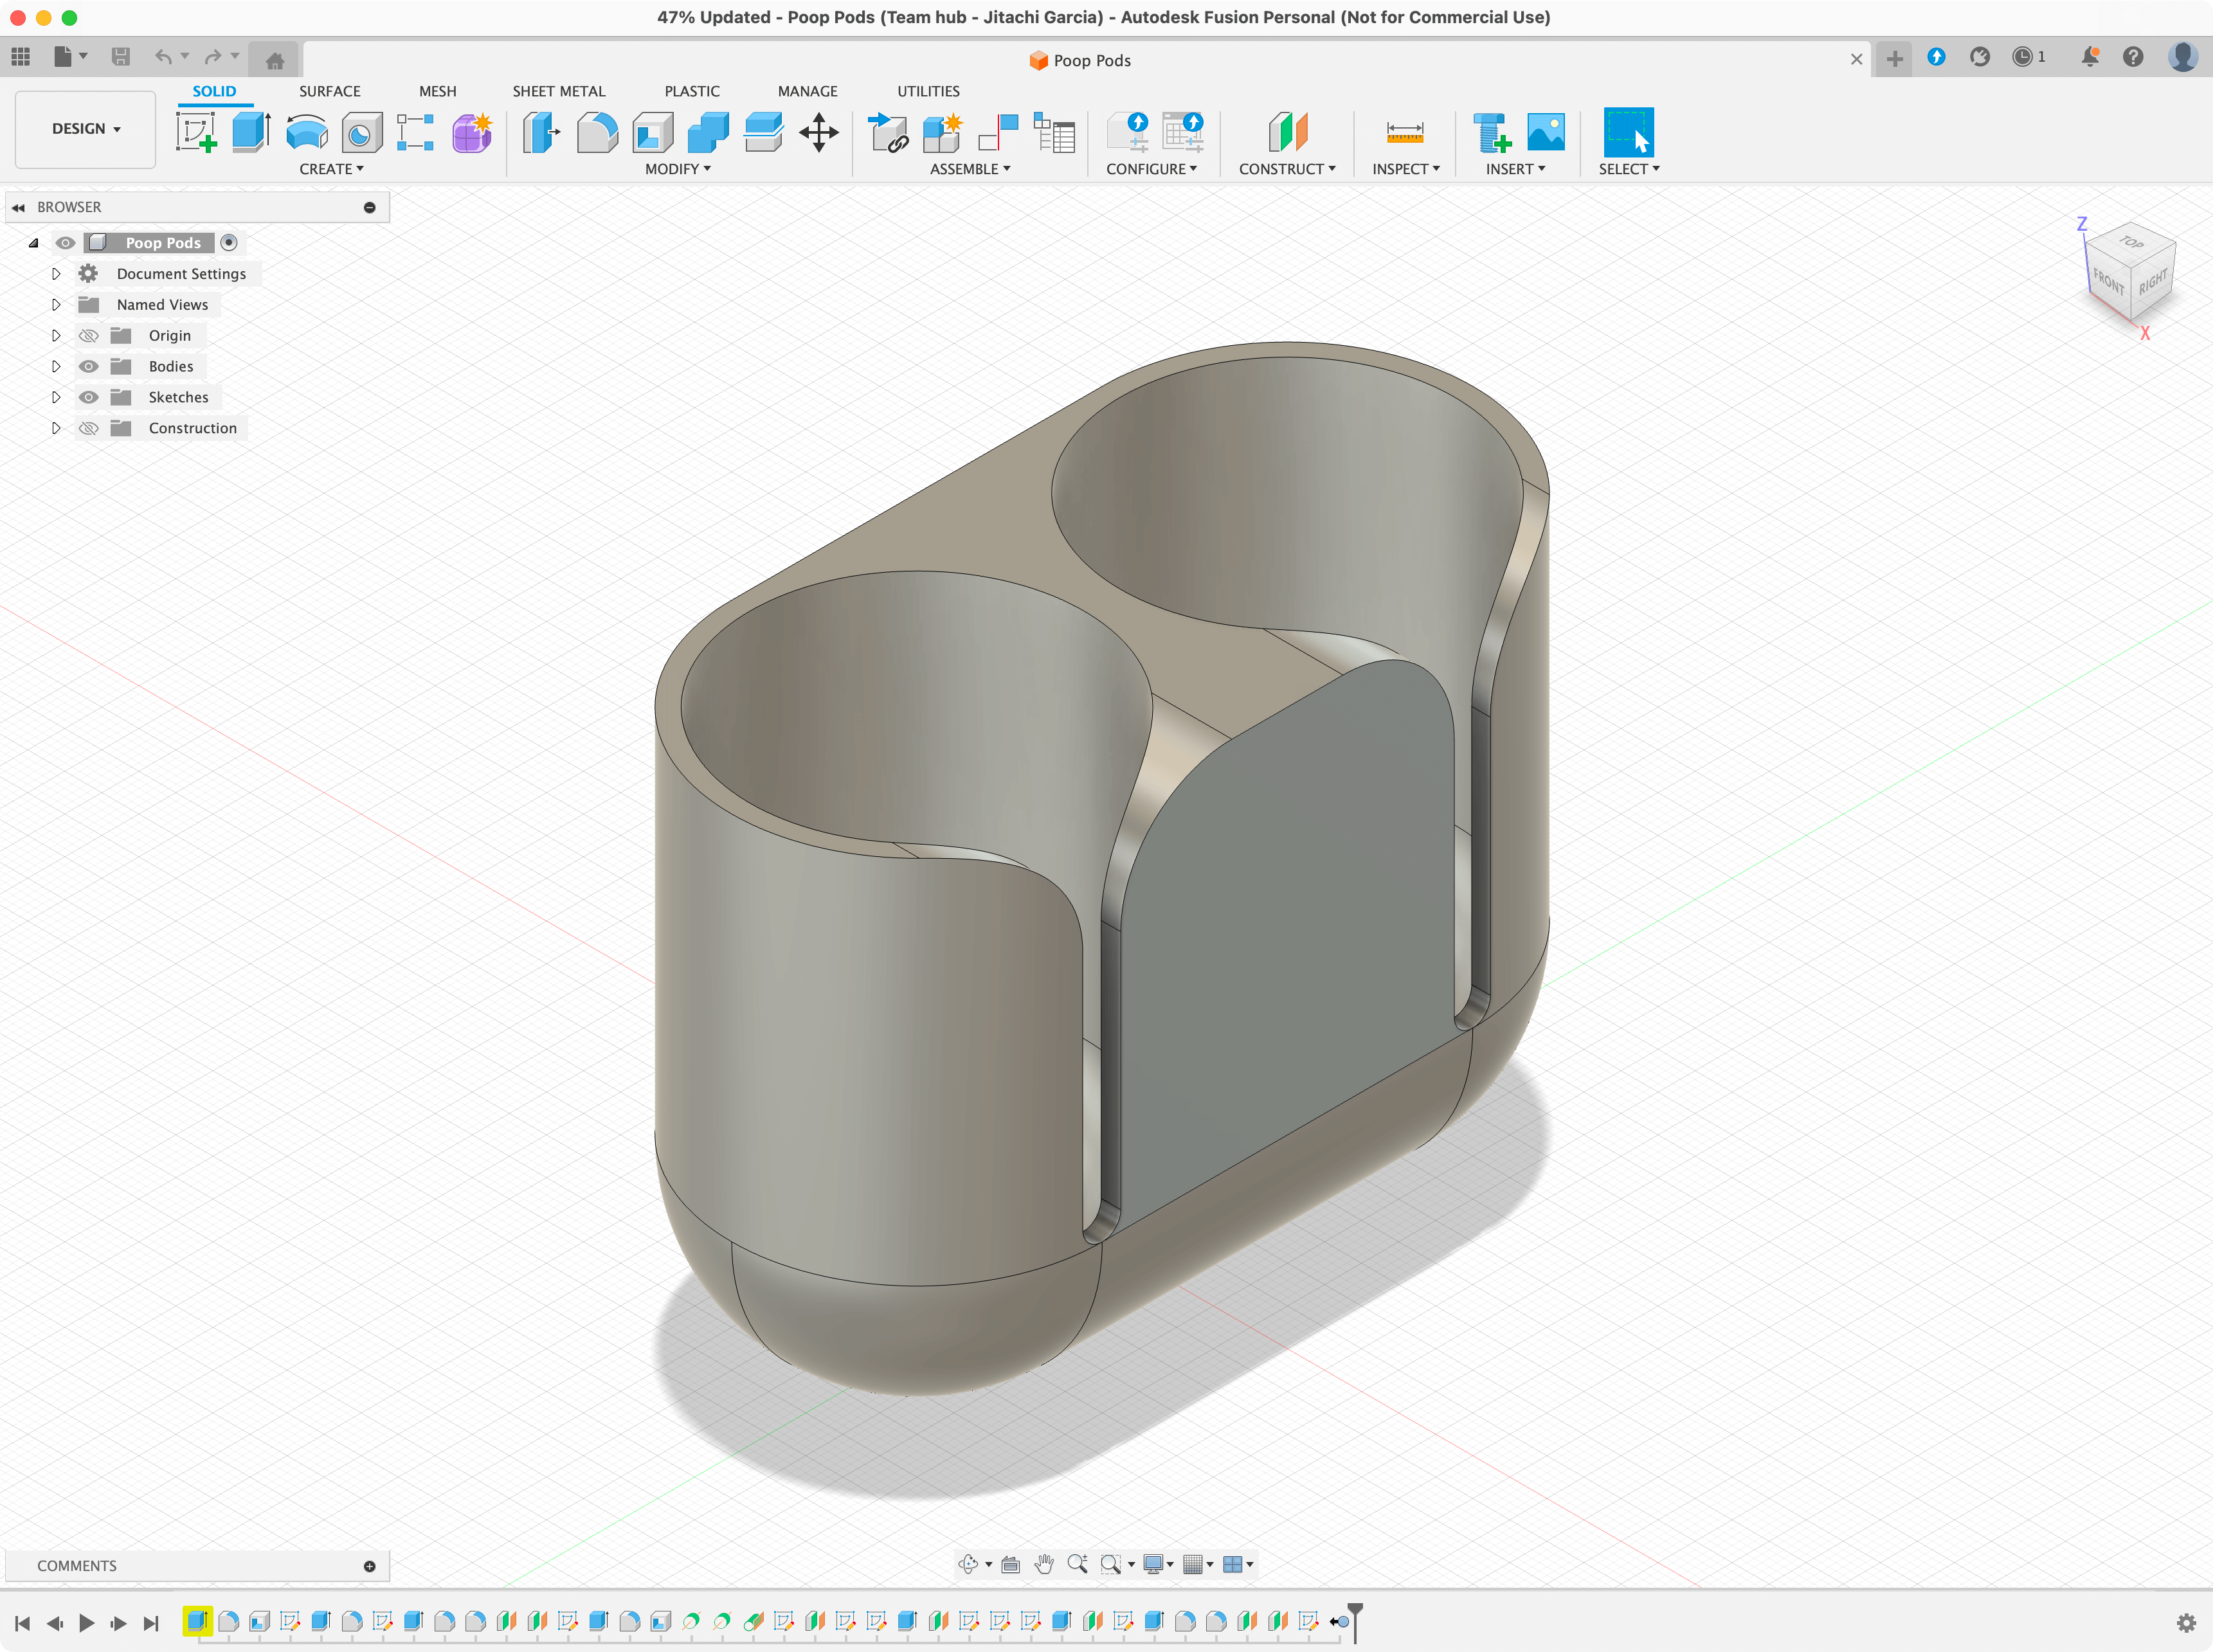 47% Updated - Poop Pods (Team hub - Jitachi Garcia) - Autodesk Fusion Personal (Not for Commercial Use)
Poop Pods
1
DESIGN
SOLID SURFACE MESH SHEET METAL PLASTIC MANAGE UTILITIES
CREATE MODIFY ASSEMBLE CONFIGURE CONSTRUCT INSPECT INSERT SELECT
BROWSER
Poop Pods
Document Settings
Named Views
Origin
Bodies
Sketches
Construction
Z
TOP
FRONT
RIGHT
X
COMMENTS